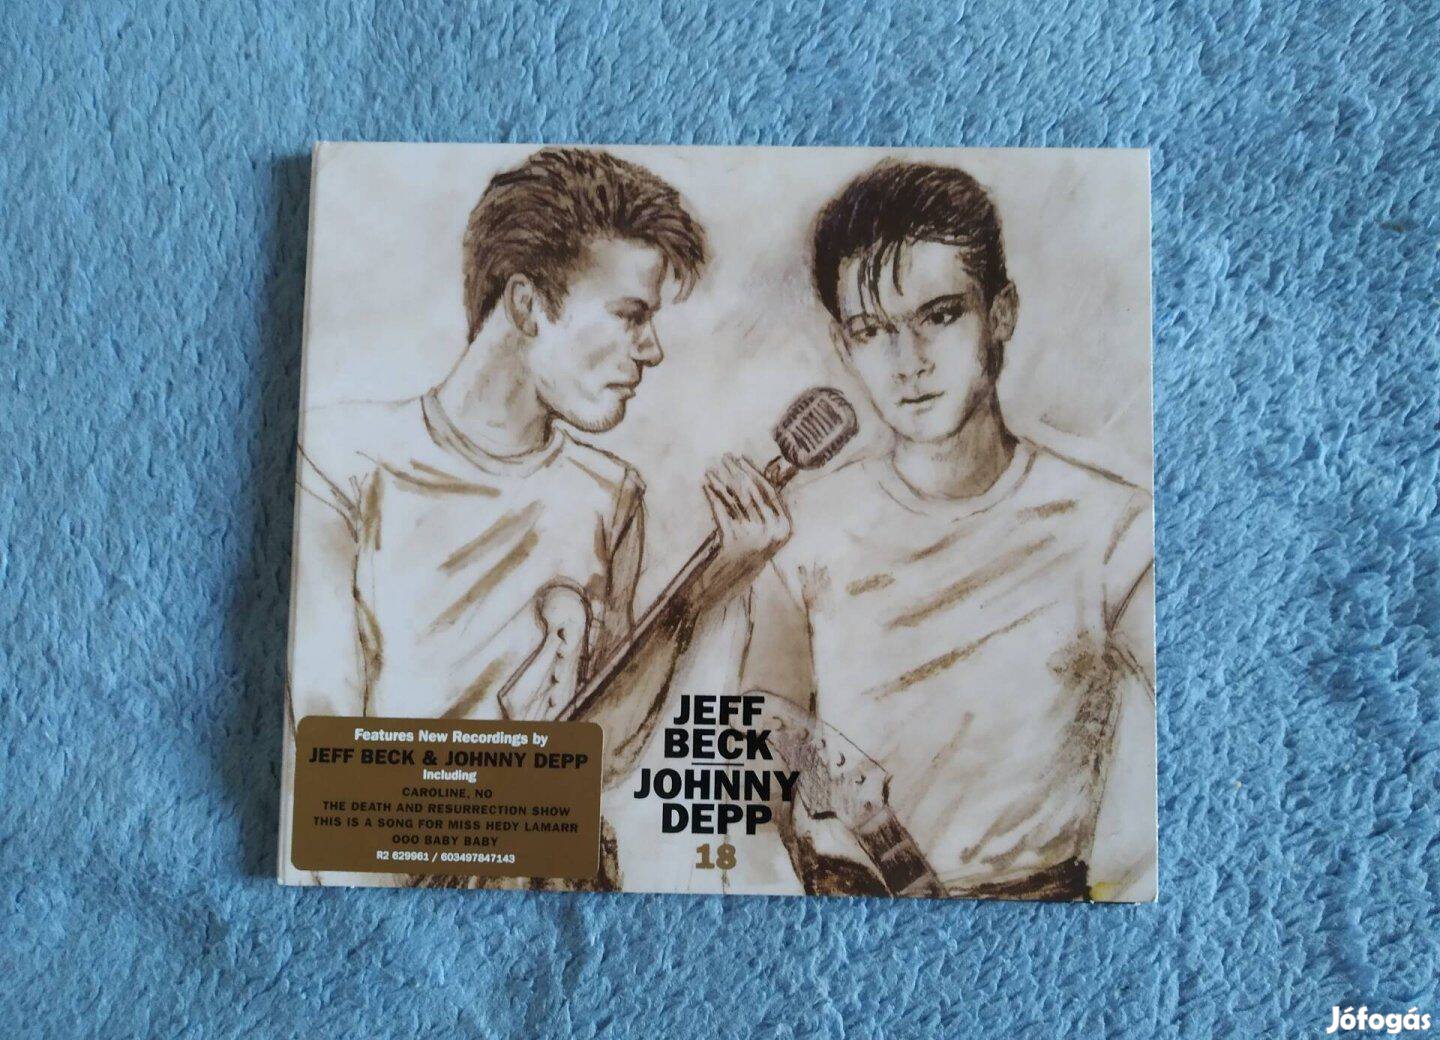 JEFF
BECK
JOHNNY
DEPP
18
Features New Recordings by
JEFF BECK & JOHNNY DEPP
Including
CAROLINE, NO
THE DEATH AND RESURRECTION SHOW
THIS IS A SONG FOR MISS HEDY LAMARR
OOO BABY BABY
R2 629961 / 603497847143
Jófogás